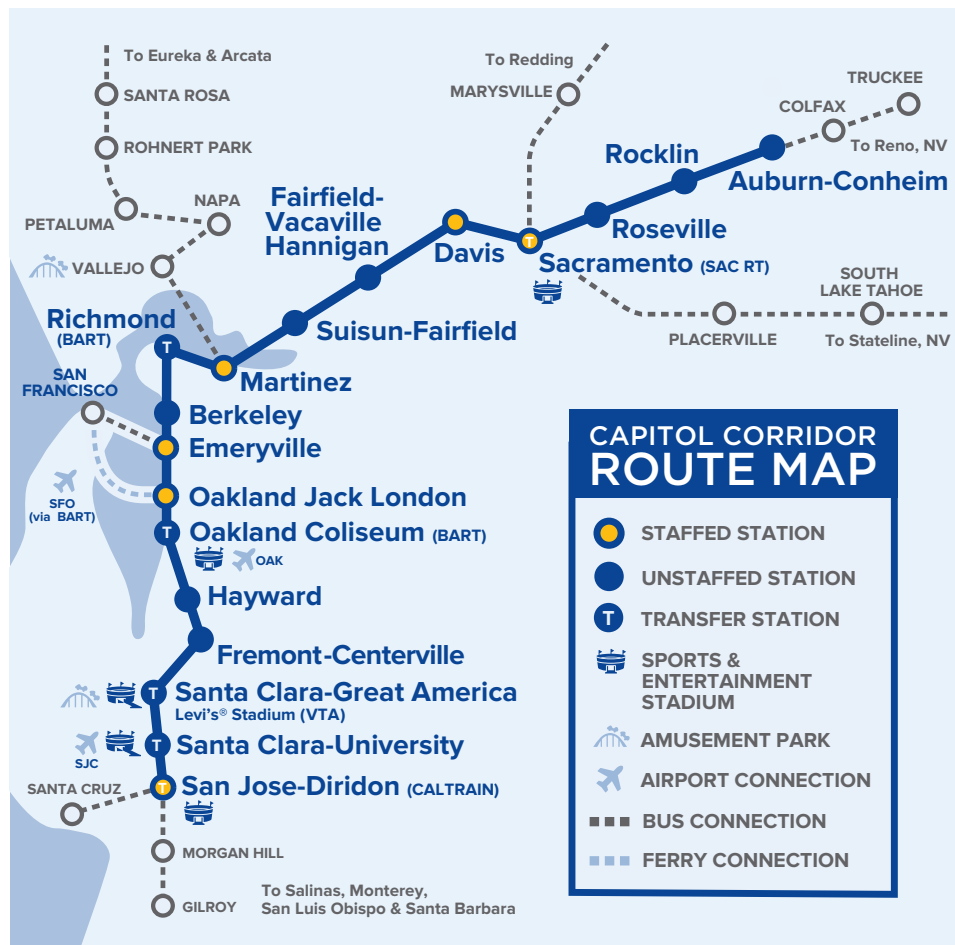 To Eureka & Arcata
SANTA ROSA
ROHNERT PARK
PETALUMA
NAPA
VALLEJO
To Redding
MARYSVILLE
TRUCKEE
COLFAX
To Reno, NV
Rocklin
Auburn-Conheim
Roseville
Fairfield-
Vacaville
Hannigan
Davis
Sacramento (SAC RT)
T
SOUTH
LAKE TAHOE
PLACERVILLE
To Stateline, NV
Suisun-Fairfield
Richmond
(BART)
T
Martinez
SAN
FRANCISCO
Berkeley
Emeryville
SFO
(via BART)
Oakland Jack London
T
Oakland Coliseum (BART)
OAK
Hayward
Fremont-Centerville
T
Santa Clara-Great America
Levi's® Stadium (VTA)
T
Santa Clara-University
SJC
T
San Jose-Diridon (CALTRAIN)
SANTA CRUZ
MORGAN HILL
GILROY
To Salinas, Monterey,
San Luis Obispo & Santa Barbara
CAPITOL CORRIDOR
ROUTE MAP
STAFFED STATION
UNSTAFFED STATION
T TRANSFER STATION
SPORTS &
ENTERTAINMENT
STADIUM
AMUSEMENT PARK
AIRPORT CONNECTION
BUS CONNECTION
FERRY CONNECTION